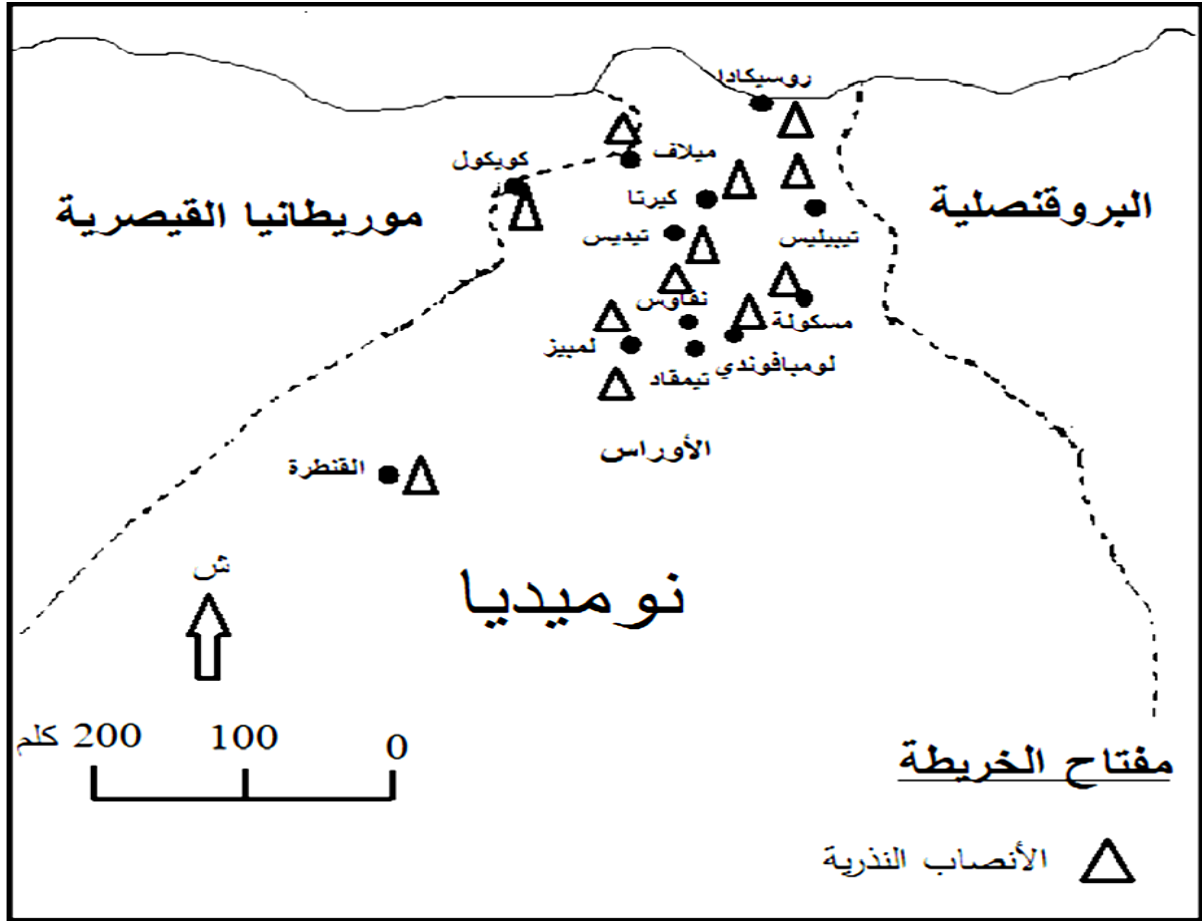 روسيكادا
ميلاف
كويكول
كيرتا
موريطانيا القيصرية
البروقنصلية
تيبيليس
تيديس
نقاوس
مسكولة
لمبيز
لومبافوندي
تيمقاد
الأوراس
القنطرة
ش
نوميديا
0 100 200 كلم
مفتاح الخريطة
الأنصاب النذرية